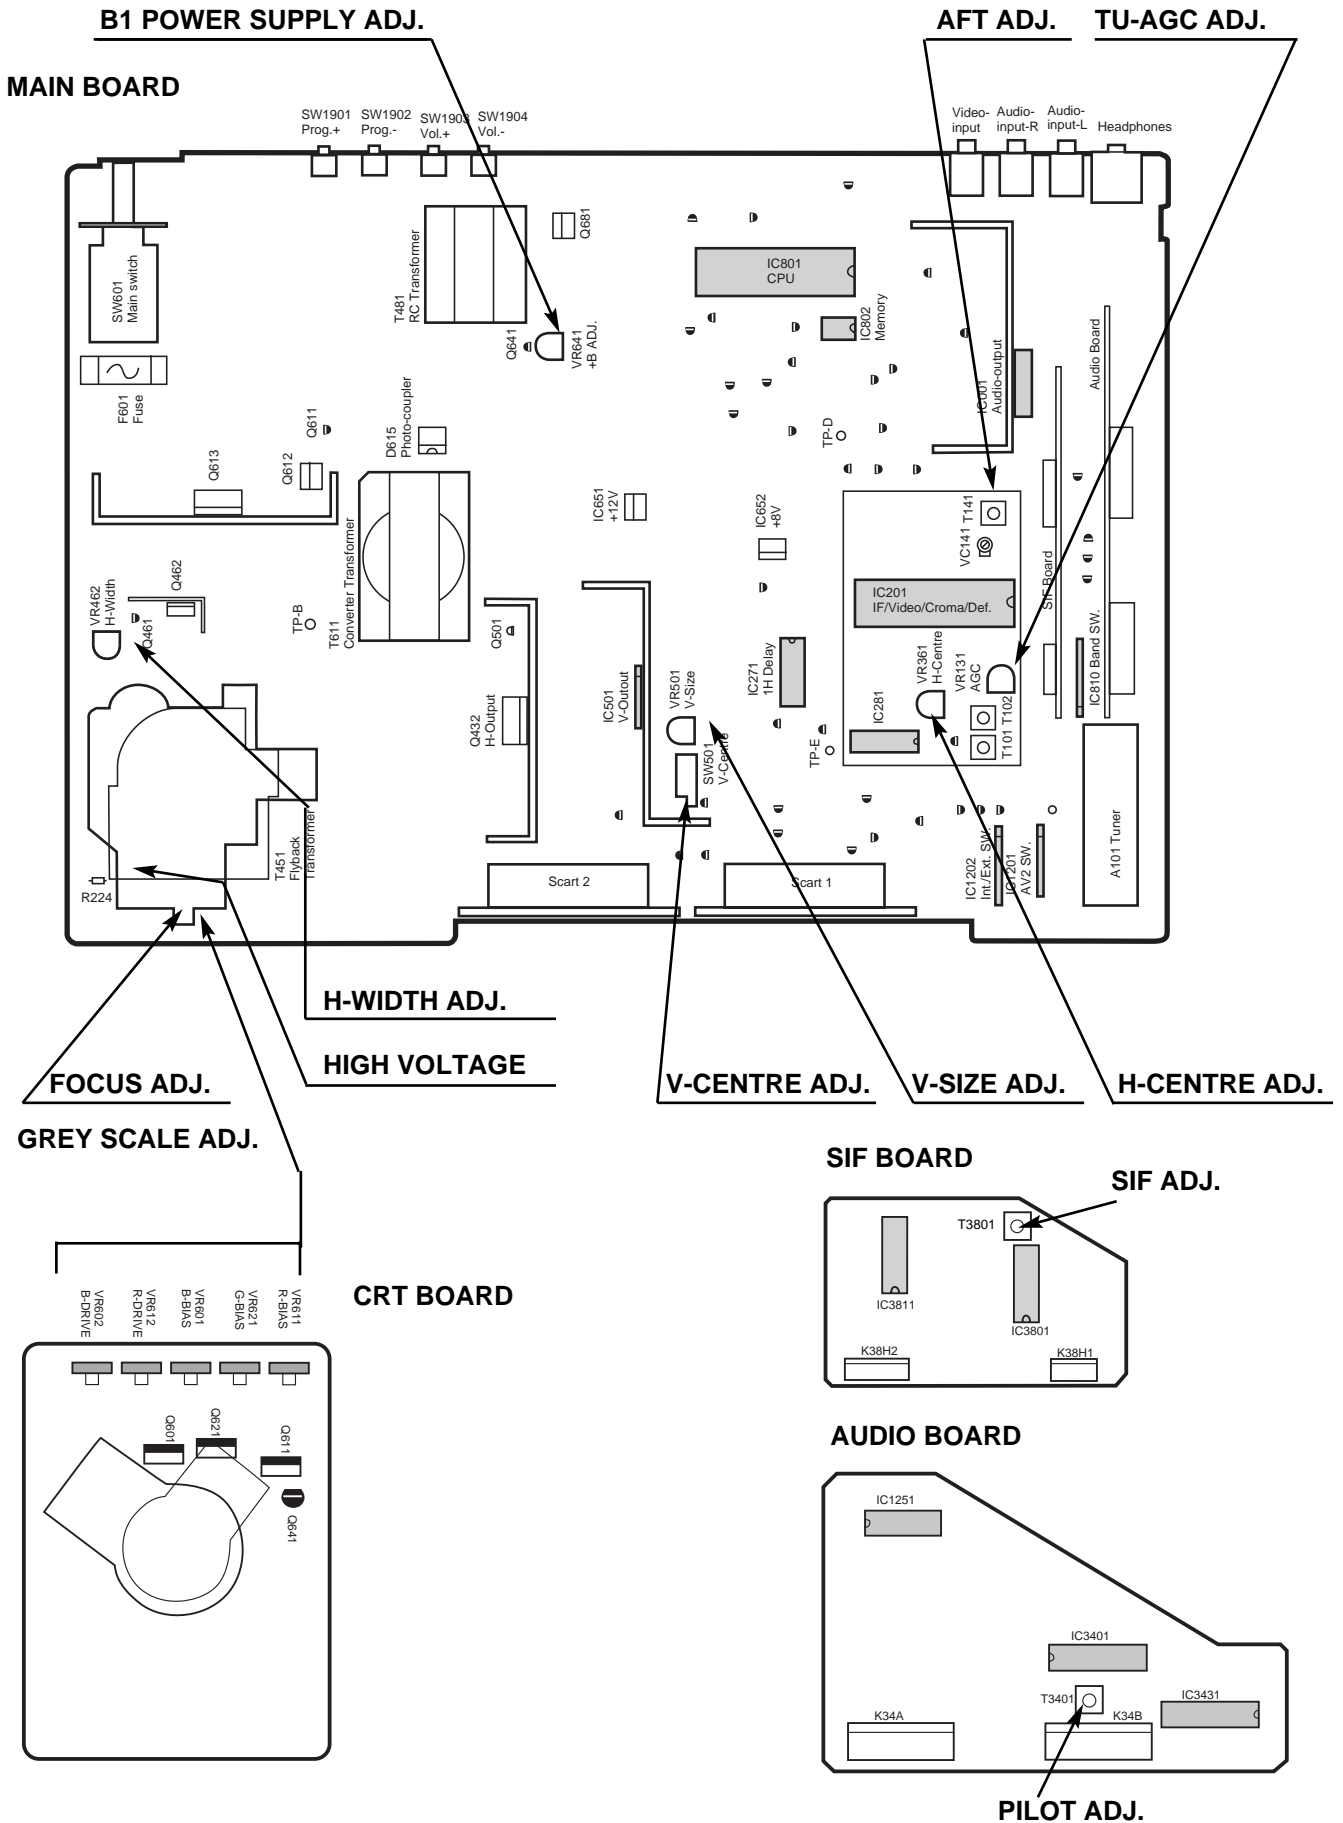 B1 POWER SUPPLY ADJ.
AFT ADJ.
TU-AGC ADJ.
MAIN BOARD
SW1901
Prog.+
SW1902
Prog.-
SW1903
Vol.+
SW1904
Vol.-
Video-
input
Audio-
input-R
Audio-
input-L
Headphones
SW601
Main switch
T481
RC Transformer
Q681
IC801
CPU
IC802
Memory
Q641
VR641
+B ADJ.
F601
Fuse
Q611
D615
Photo-coupler
TP-D
IC001
Audio-output
Audio Board
Q613
Q612
IC651
+12V
IC652
+8V
T141
VC141
SIF Board
T611
Converter Transformer
VR462
H-Width
Q462
Q461
TP-B
Q501
IC201
IF/Video/Croma/Def.
IC271
1H Delay
VR361
H-Centre
VR131
AGC
IC810 Band SW.
Q432
H-Output
IC501
V-Outout
VR501
V-Size
SW501
V-Centre
TP-E
IC281
T102
T101
T451
Flyback
Transformer
R224
Scart 2
Scart 1
IC1202
Int./Ext. SW.
IC1201
AV2 SW.
A101 Tuner
H-WIDTH ADJ.
HIGH VOLTAGE
FOCUS ADJ.
V-CENTRE ADJ.
V-SIZE ADJ.
H-CENTRE ADJ.
GREY SCALE ADJ.
SIF BOARD
SIF ADJ.
T3801
IC3811
IC3801
K38H2
K38H1
CRT BOARD
VR602
B-DRIVE
VR612
R-DRIVE
VR601
B-BIAS
VR621
G-BIAS
VR611
R-BIAS
Q601
Q621
Q611
Q641
AUDIO BOARD
IC1251
IC3401
T3401
IC3431
K34A
K34B
PILOT ADJ.